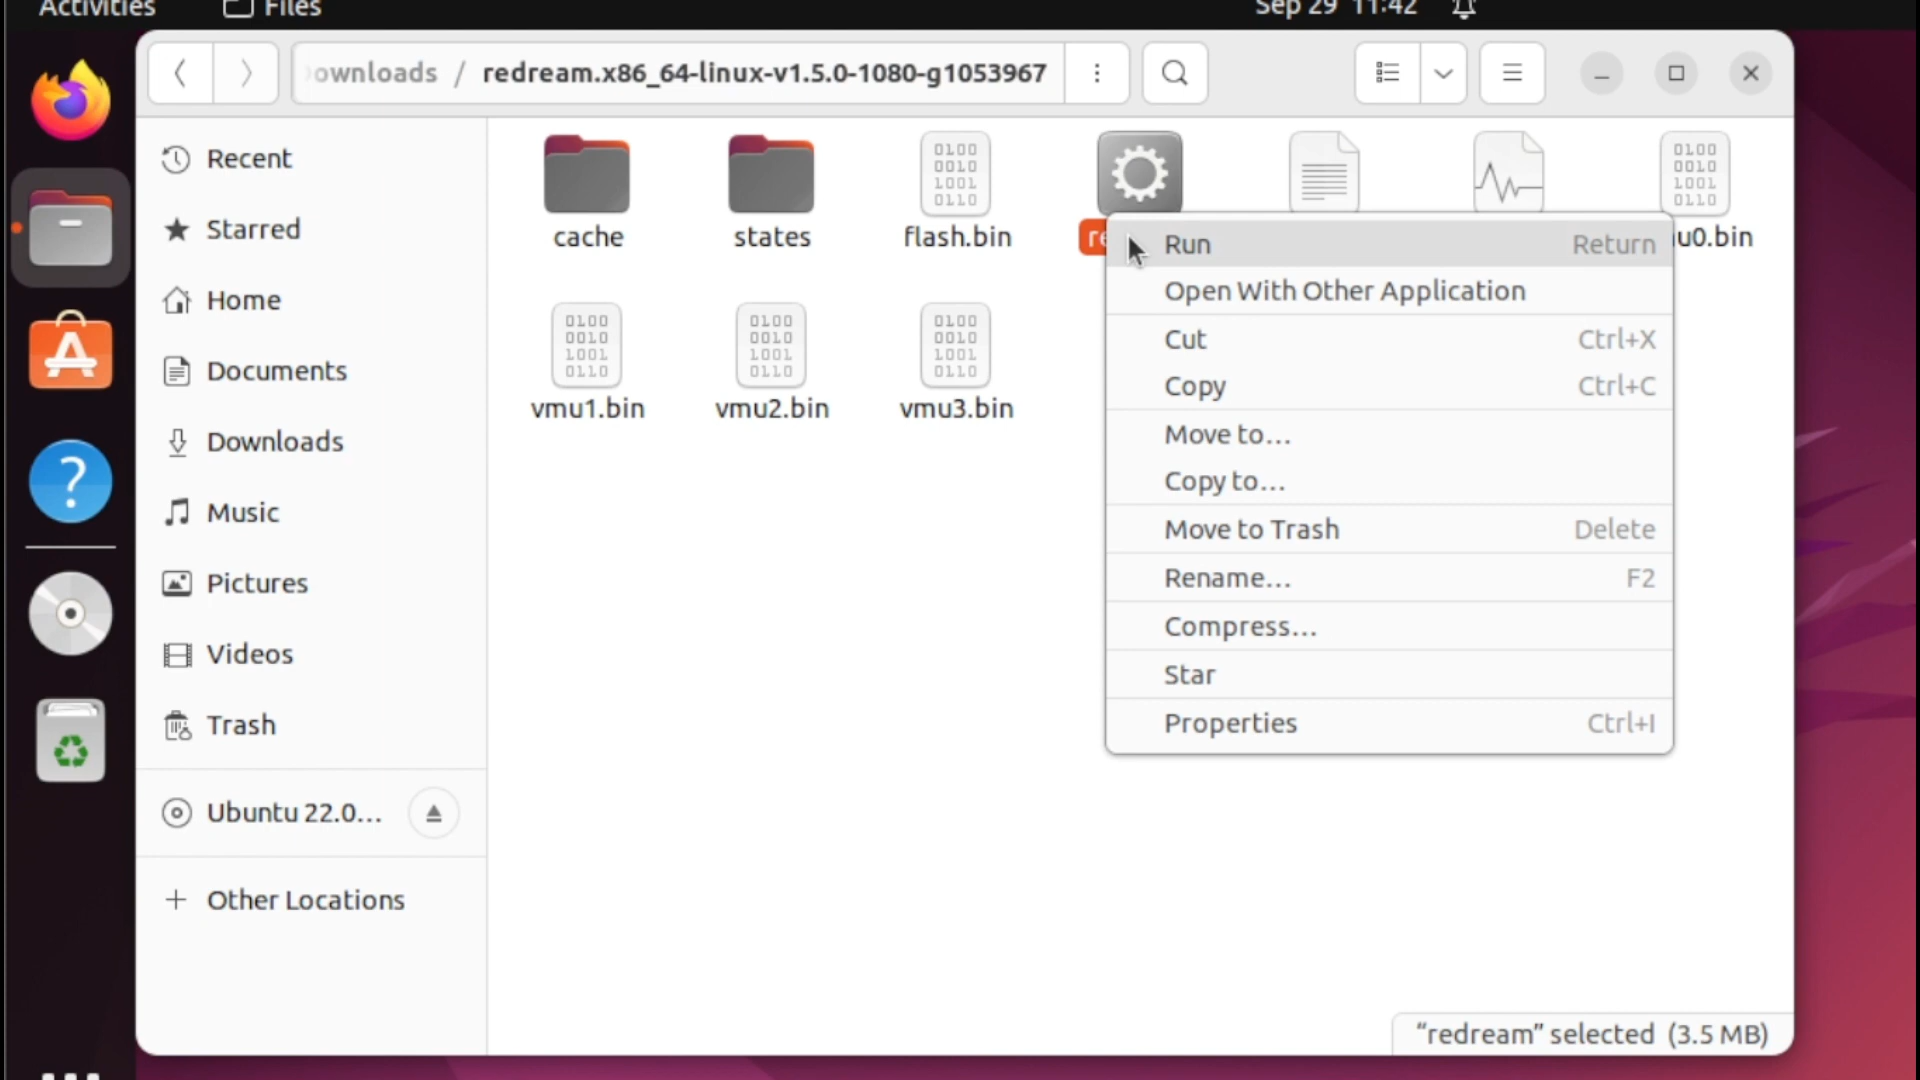 Activities
Files
Sep 29 11:42
ownloads / redream.x86_64-linux-v1.5.0-1080-g1053967
Recent
Starred
Home
Documents
Downloads
Music
Pictures
Videos
Trash
Ubuntu 22.0...
+ Other Locations
cache
states
flash.bin
re
u0.bin
vmu1.bin
vmu2.bin
vmu3.bin
Run Return
Open With Other Application
Cut Ctrl+X
Copy Ctrl+C
Move to...
Copy to...
Move to Trash Delete
Rename... F2
Compress...
Star
Properties Ctrl+I
“redream” selected (3.5 MB)